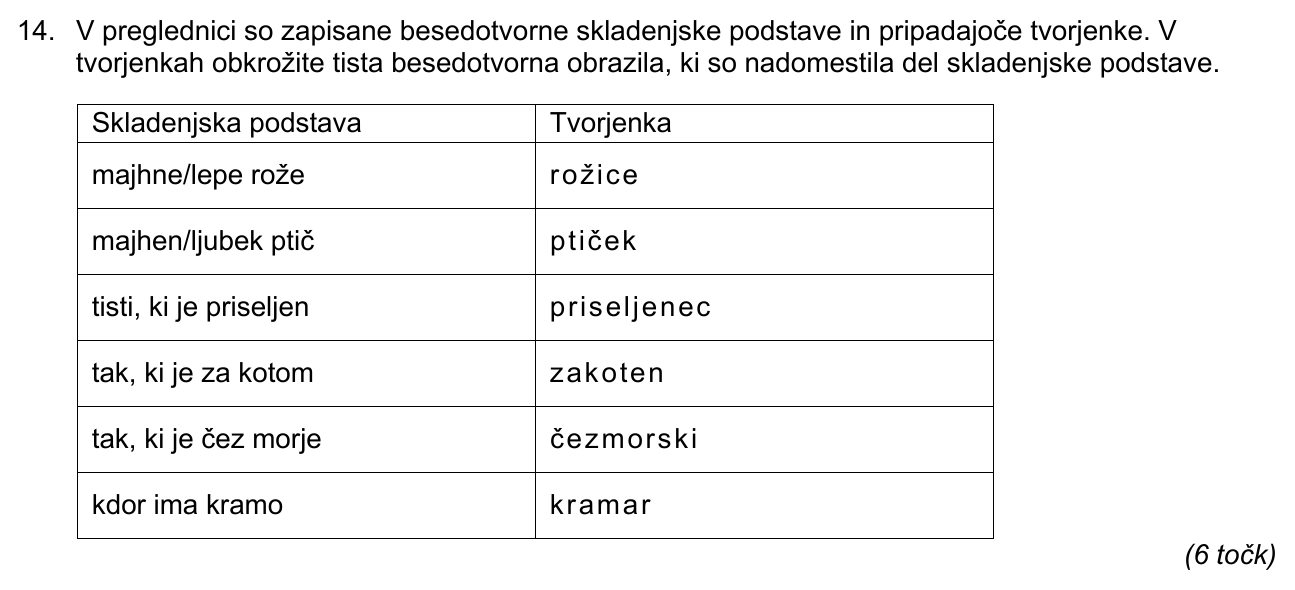 14. V preglednici so zapisane besedotvorne skladenjske podstave in pripadajoče tvorjenke. V
tvorjenkah obkrožite tista besedotvorna obrazila, ki so nadomestila del skladenjske podstave.
Skladenjska podstava Tvorjenka
majhne/lepe rože rožice
majhen/ljubek ptič ptiček
tisti, ki je priseljen priseljenec
tak, ki je za kotom zakoten
tak, ki je čez morje čezmorski
kdor ima kramo kramar
(6 točk)